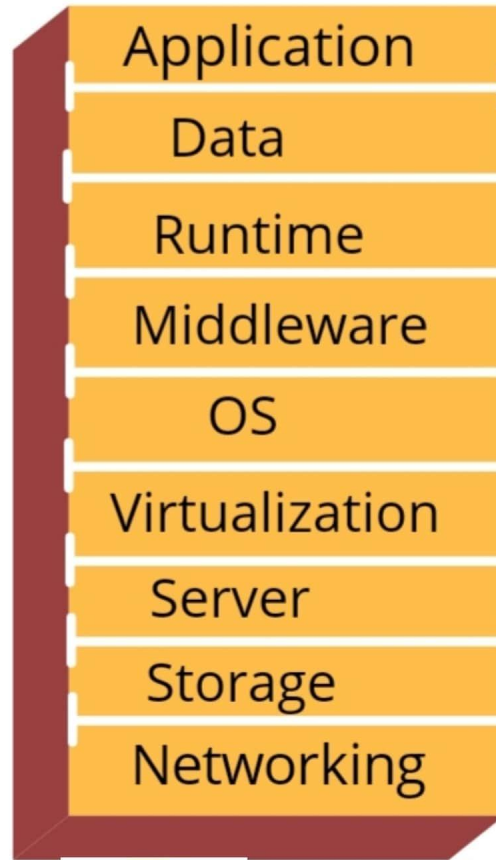 Application
Data
Runtime
Middleware
OS
Virtualization
Server
Storage
Networking